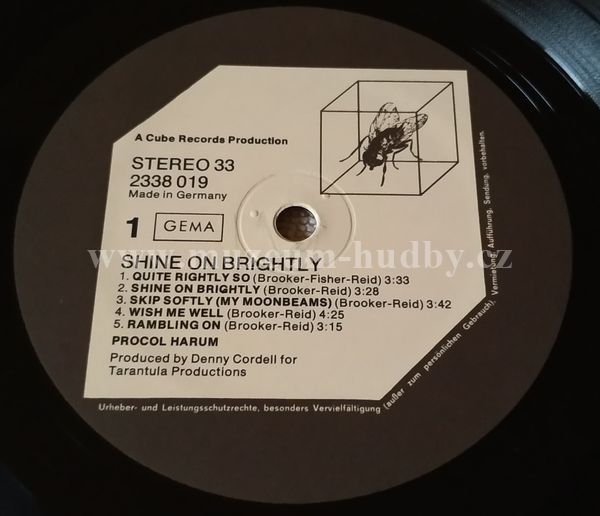 A Cube Records Production
STEREO 33
2338 019
Made in Germany
1 GEMA
www.muzeum-hudby.cz
SHINE ON BRIGHTLY
1. QUITE RIGHTLY SO (Brooker-Fisher-Reid) 3:33
2. SHINE ON BRIGHTLY (Brooker-Reid) 3:28
3. SKIP SOFTLY (MY MOONBEAMS) (Brooker-Reid) 3:42
4. WISH ME WELL (Brooker-Reid) 4:25
5. RAMBLING ON (Brooker-Reid) 3:15
PROCOL HARUM
Produced by Denny Cordell for
Tarantula Productions
Urheber- und Leistungsschutzrechte, besonders Vervielfältigung (außer zum persönlichen Gebrauch), Vermietung, Aufführung, Sendung, vorbehalten.